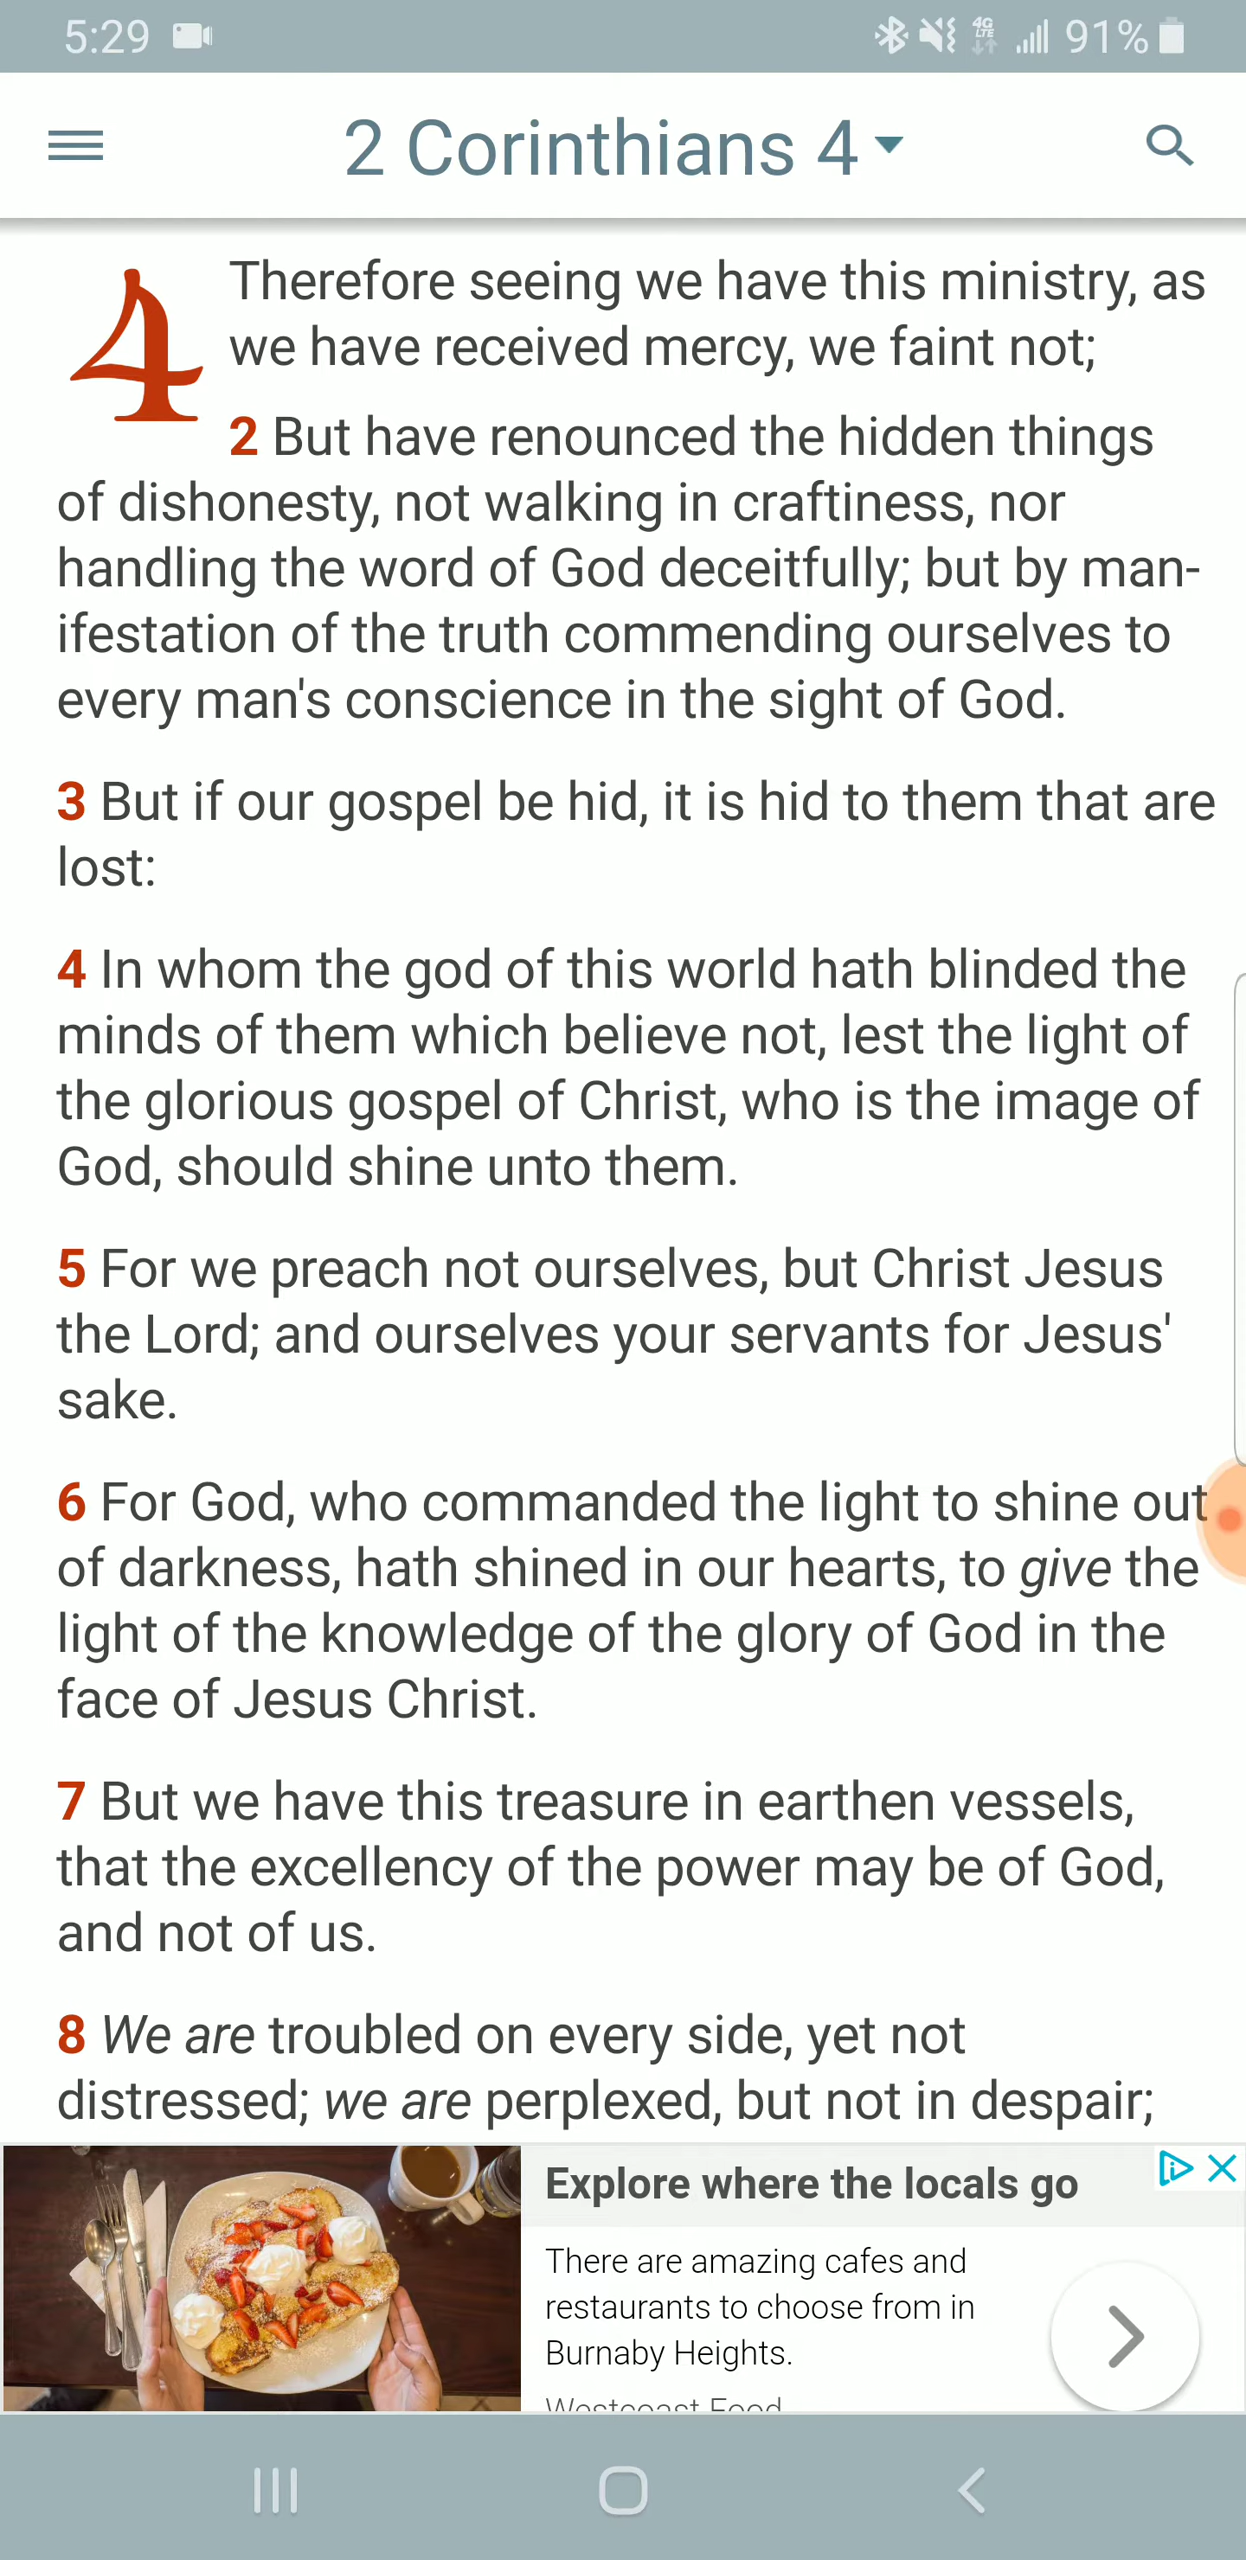 5:29
4G
LTE
91%
2 Corinthians 4
4
Therefore seeing we have this ministry, as
we have received mercy, we faint not;
2 But have renounced the hidden things
of dishonesty, not walking in craftiness, nor
handling the word of God deceitfully; but by man-
ifestation of the truth commending ourselves to
every man's conscience in the sight of God.
3 But if our gospel be hid, it is hid to them that are
lost:
4 In whom the god of this world hath blinded the
minds of them which believe not, lest the light of
the glorious gospel of Christ, who is the image of
God, should shine unto them.
5 For we preach not ourselves, but Christ Jesus
the Lord; and ourselves your servants for Jesus'
sake.
6 For God, who commanded the light to shine out
of darkness, hath shined in our hearts, to give the
light of the knowledge of the glory of God in the
face of Jesus Christ.
7 But we have this treasure in earthen vessels,
that the excellency of the power may be of God,
and not of us.
8 We are troubled on every side, yet not
distressed; we are perplexed, but not in despair;
Explore where the locals go
There are amazing cafes and
restaurants to choose from in
Burnaby Heights.
Westcoast Food